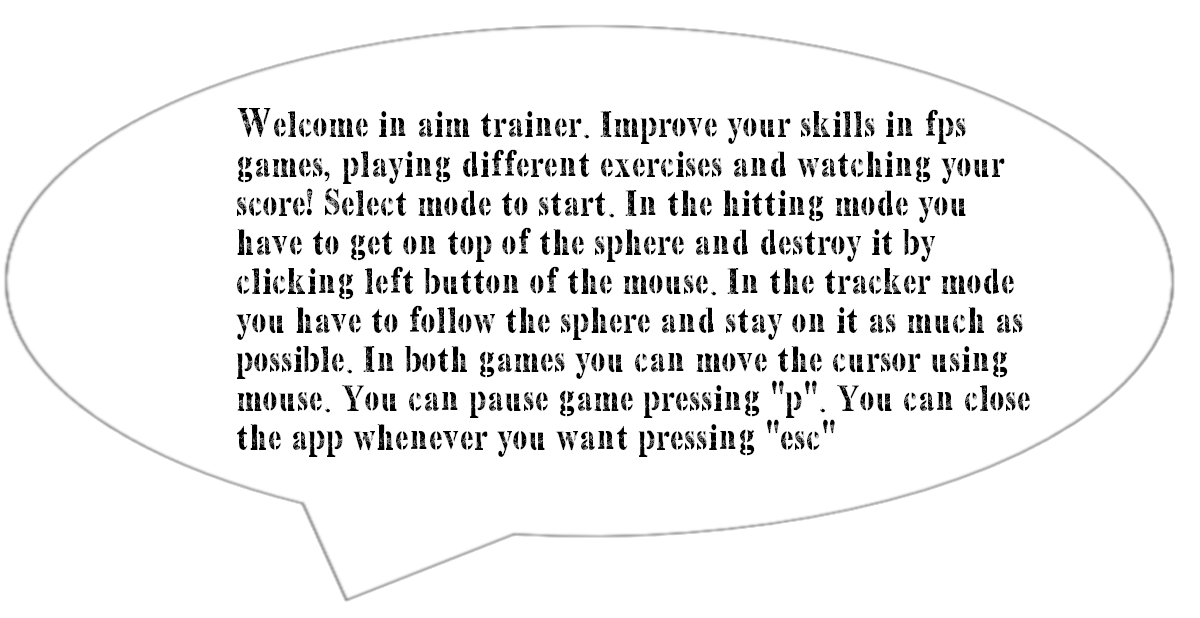 Welcome in aim trainer. Improve your skills in fps
games, playing different exercises and watching your
score! Select mode to start. In the hitting mode you
have to get on top of the sphere and destroy it by
clicking left button of the mouse. In the tracker mode
you have to follow the sphere and stay on it as much as
possible. In both games you can move the cursor using
mouse. You can pause game pressing "p". You can close
the app whenever you want pressing "esc"